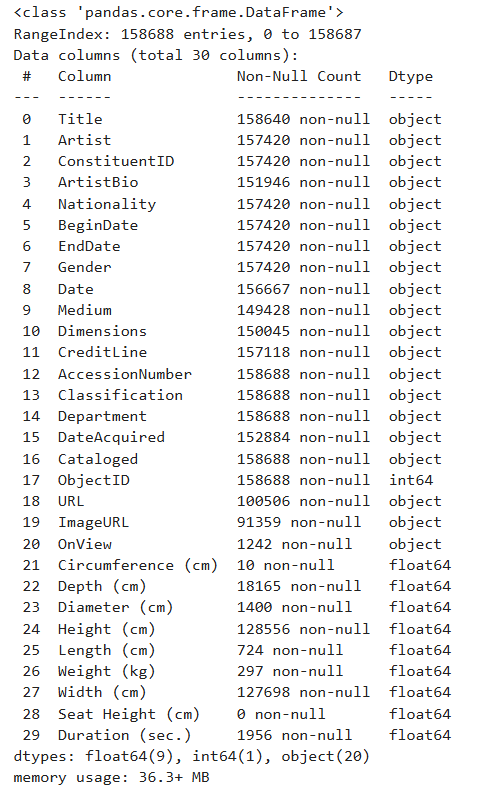 <class 'pandas.core.frame.DataFrame'>
RangeIndex: 158688 entries, 0 to 158687
Data columns (total 30 columns):
 #   Column             Non-Null Count   Dtype
---  ------             --------------   -----
 0   Title              158640 non-null  object
 1   Artist             157420 non-null  object
 2   ConstituentID      157420 non-null  object
 3   ArtistBio          151946 non-null  object
 4   Nationality        157420 non-null  object
 5   BeginDate          157420 non-null  object
 6   EndDate            157420 non-null  object
 7   Gender             157420 non-null  object
 8   Date               156667 non-null  object
 9   Medium             149428 non-null  object
 10  Dimensions         150045 non-null  object
 11  CreditLine         157118 non-null  object
 12  AccessionNumber    158688 non-null  object
 13  Classification     158688 non-null  object
 14  Department         158688 non-null  object
 15  DateAcquired       152884 non-null  object
 16  Cataloged          158688 non-null  object
 17  ObjectID           158688 non-null  int64
 18  URL                100506 non-null  object
 19  ImageURL           91359 non-null   object
 20  OnView             1242 non-null    object
 21  Circumference (cm) 10 non-null      float64
 22  Depth (cm)         18165 non-null   float64
 23  Diameter (cm)      1400 non-null    float64
 24  Height (cm)        128556 non-null  float64
 25  Length (cm)        724 non-null     float64
 26  Weight (kg)        297 non-null     float64
 27  Width (cm)         127698 non-null  float64
 28  Seat Height (cm)   0 non-null       float64
 29  Duration (sec.)    1956 non-null    float64
dtypes: float64(9), int64(1), object(20)
memory usage: 36.3+ MB